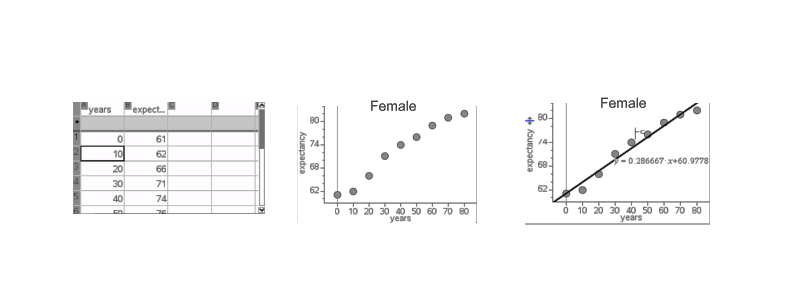 A years B expect... C D
1 0 61
2 10 62
3 20 66
4 30 71
5 40 74
Female
expectancy
80
74
68
62
0 10 20 30 40 50 60 70 80
years
Female
expectancy
80
74
68
62
= 0.286667· x+60.9778
0 10 20 30 40 50 60 70 80
years